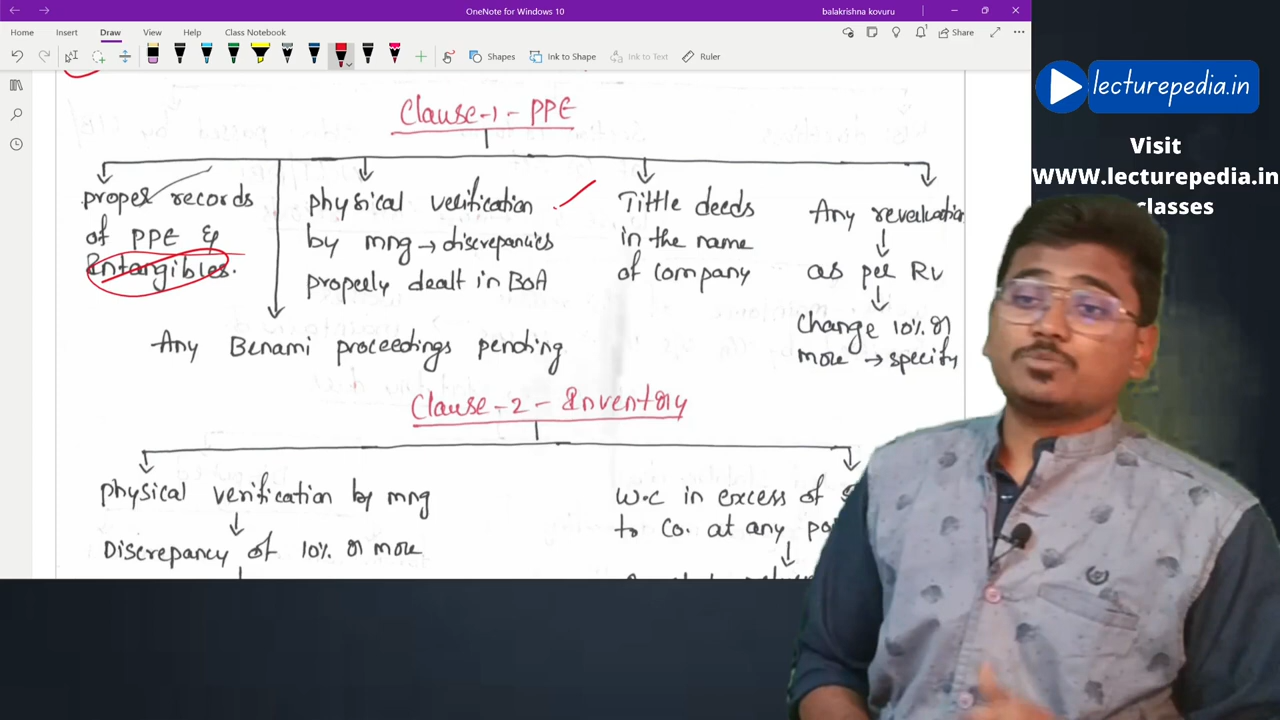 OneNote for Windows 10
balakrishna kovuru
Home Insert Draw View Help Class Notebook
Share
Shapes Ink to Shape Ink to Text Ruler
Clause-1 - PPE
proper records
of PPE &
Intangibles.
physical verification
by mng → discrepancies
properly dealt in BoA
Tittle deeds
in the name
of company
Any revaluation
as per RV
Change 10% or
more → specify
Any Benami proceedings pending
Clause-2 - Inventory
physical verification by mng
Discrepancy of 10% or more
W.C in excess of
to Co. at any
lecturepedia.in
Visit
WWW.lecturepedia.in
classes